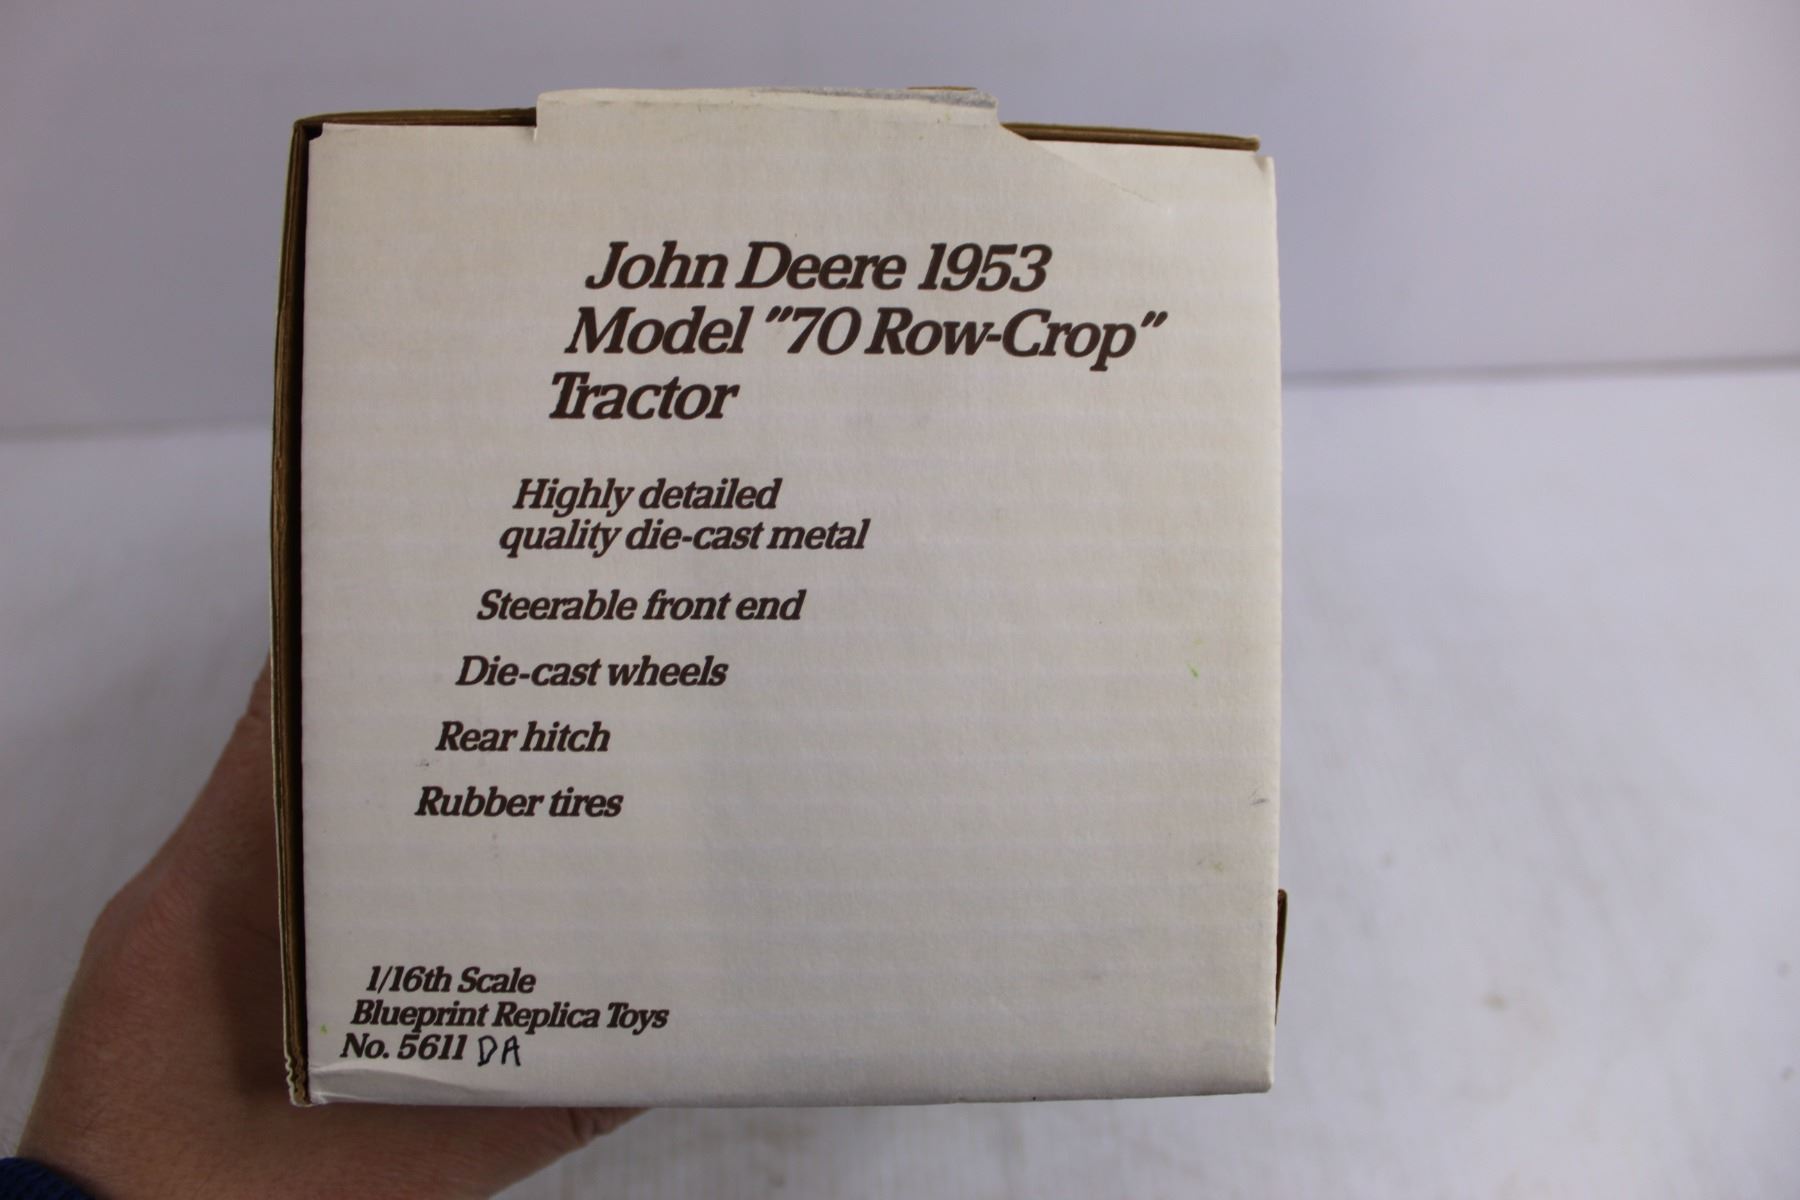 John Deere 1953
Model "70 Row-Crop"
Tractor
Highly detailed
quality die-cast metal
Steerable front end
Die-cast wheels
Rear hitch
Rubber tires
1/16th Scale
Blueprint Replica Toys
No. 5611 DA